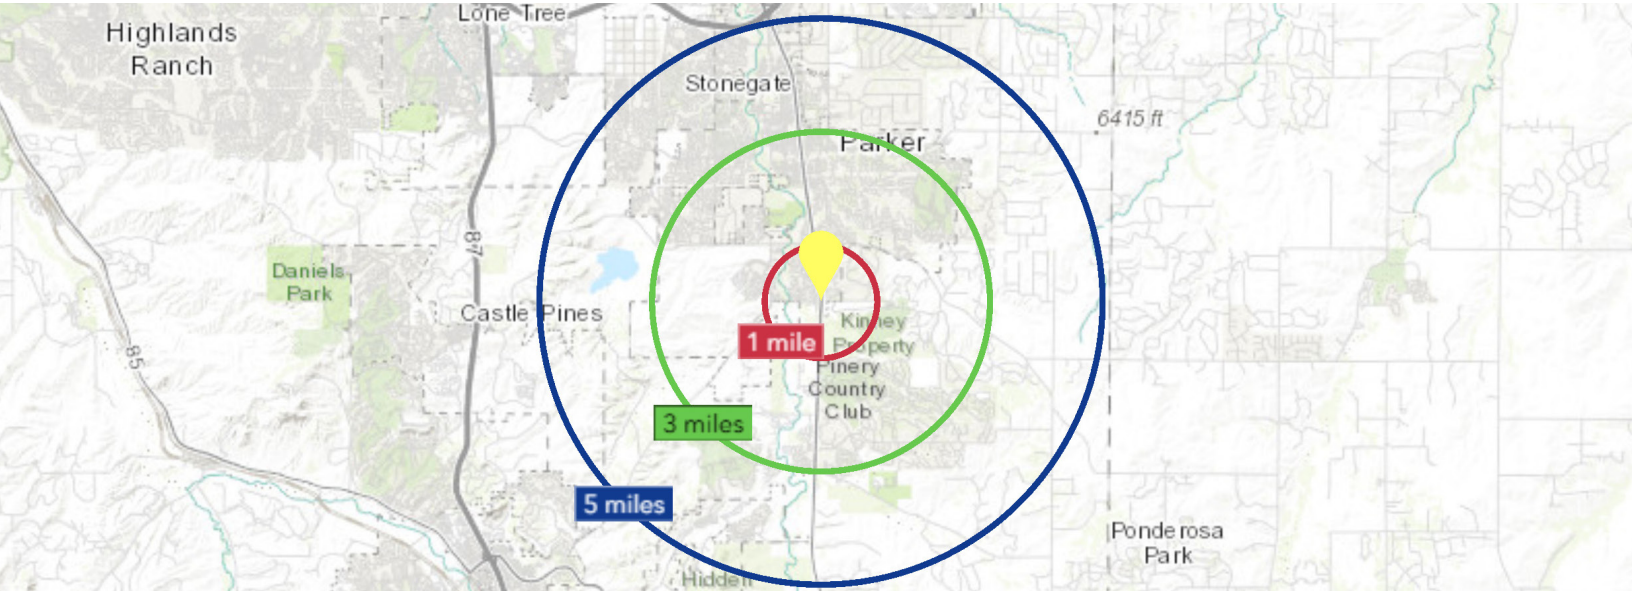 Lone Tree
Highlands
Ranch
Stonegate
6415 ft
Parker
87
Daniels
Park
Castle Pines
Kinney
Property
1 mile
85
Pinery
Country
Club
3 miles
5 miles
Ponderosa
Park
Hidden